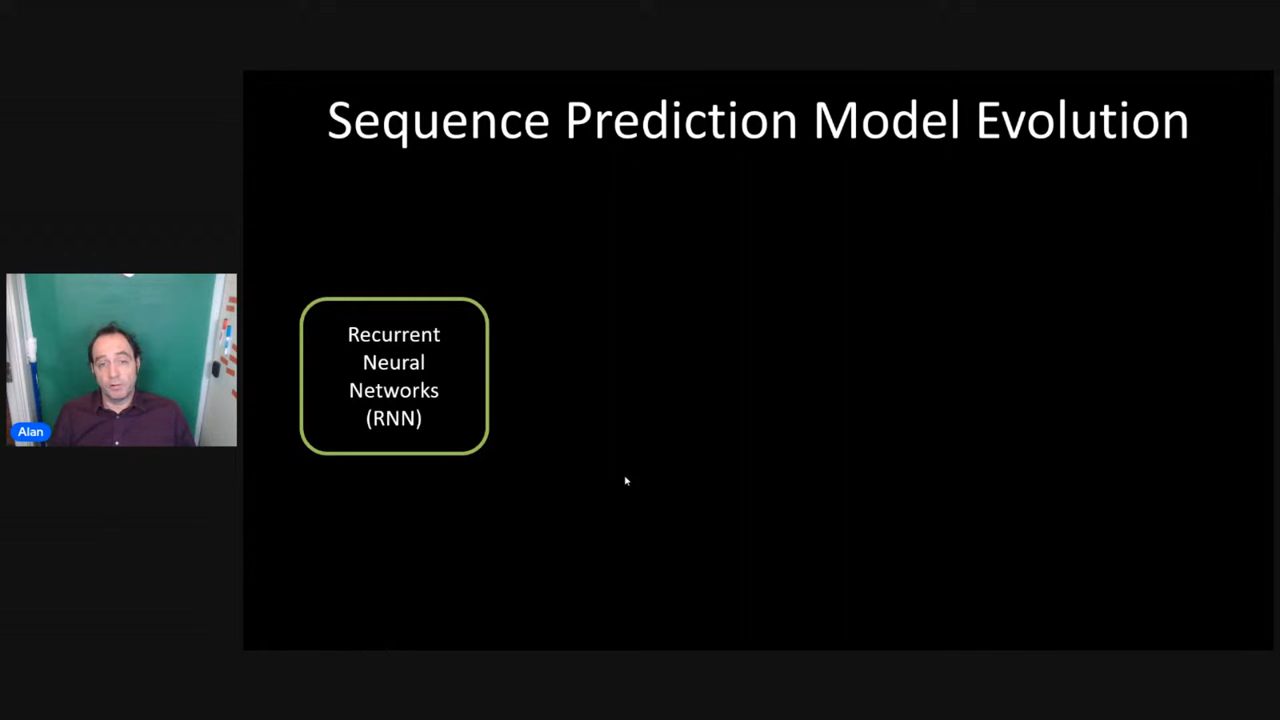 Sequence Prediction Model Evolution
Recurrent
Neural
Networks
(RNN)
Alan